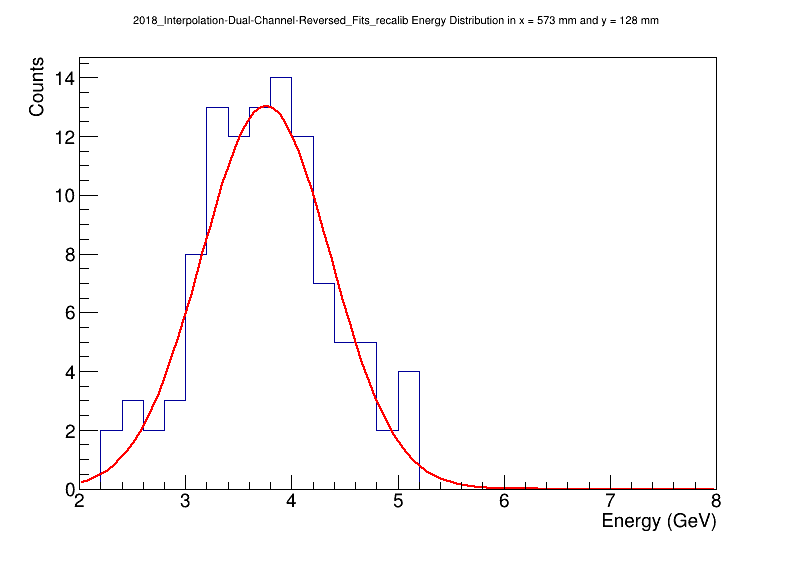 2018_Interpolation-Dual-Channel-Reversed_Fits_recalib Energy Distribution in x = 573 mm and y = 128 mm
Counts
14
12
10
8
6
4
2
0
2 3 4 5 6 7 8
Energy (GeV)